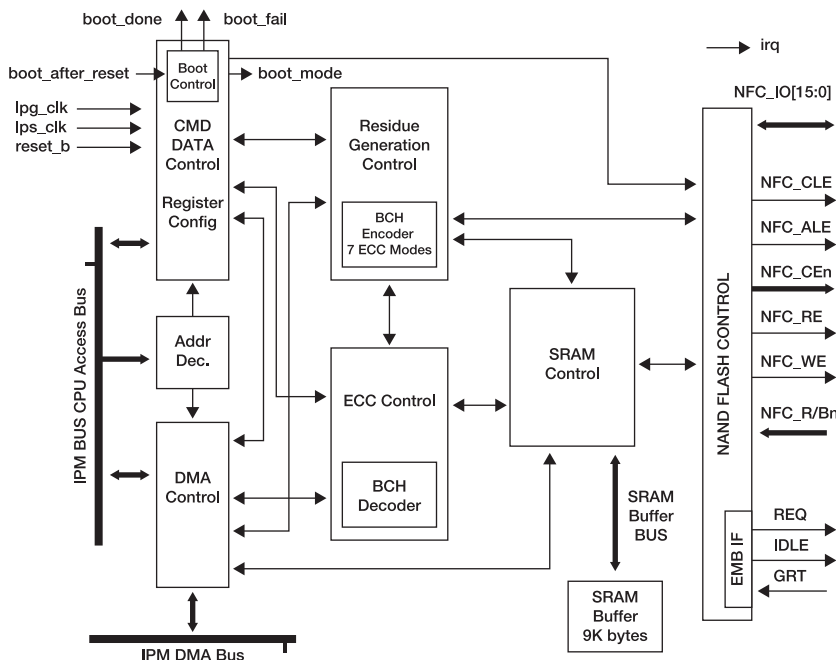 boot_done
boot_fail
irq
boot_after_reset
Boot
Control
boot_mode
NFC_IO[15:0]
lpg_clk
lps_clk
reset_b
CMD
DATA
Control
Register
Config
Residue
Generation
Control
BCH
Encoder
7 ECC Modes
NFC_CLE
NFC_ALE
NFC_CEn
NFC_RE
NFC_WE
NFC_R/Bn
IPM BUS CPU Access Bus
Addr
Dec.
ECC Control
SRAM
Control
NAND FLASH CONTROL
DMA
Control
BCH
Decoder
SRAM
Buffer
BUS
EMB IF
REQ
IDLE
GRT
SRAM
Buffer
9K bytes
IPM DMA Bus